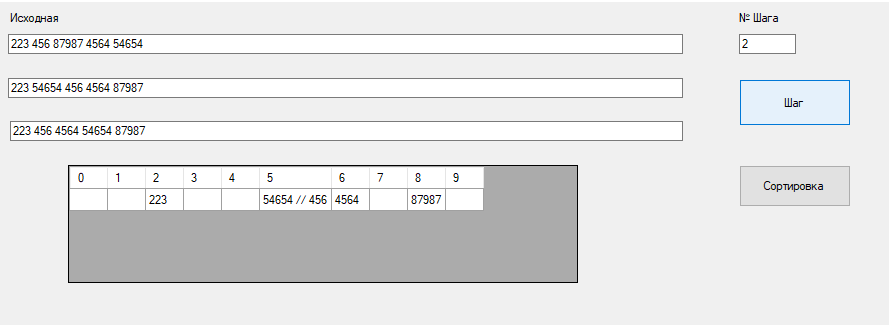 Исходная
№ Шага
223 456 87987 4564 54654
2
223 54654 456 4564 87987
Шаг
223 456 4564 54654 87987
0 1 2 3 4 5 6 7 8 9
223 54654 // 456 4564 87987
Сортировка